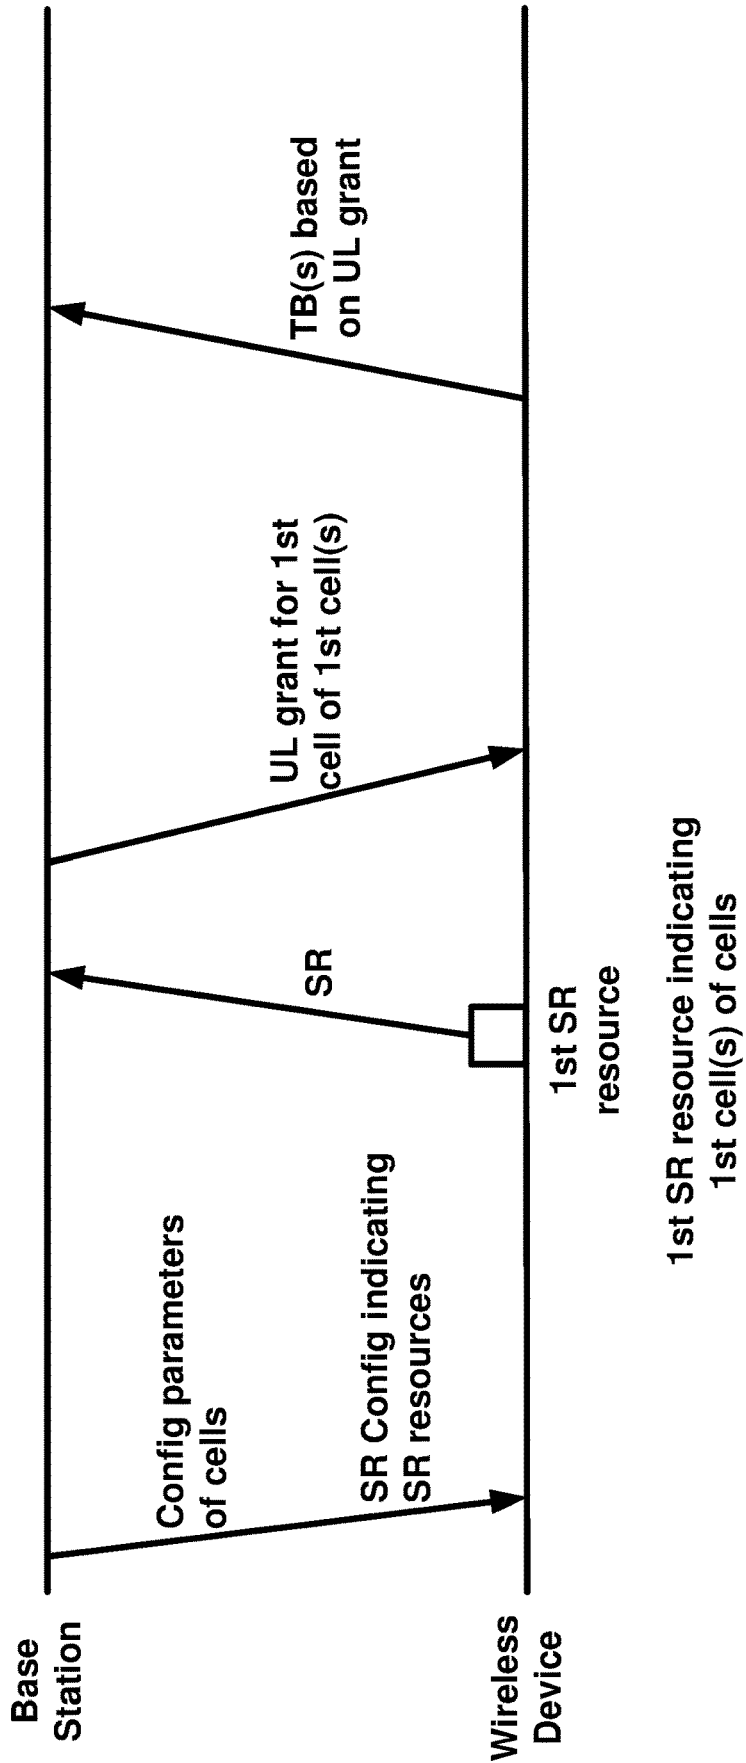 Base
Station
Config parameters
of cells
SR Config indicating
SR resources
SR
UL grant for 1st
cell of 1st cell(s)
TB(s) based
on UL grant
Wireless
Device
1st SR
resource
1st SR resource indicating
1st cell(s) of cells